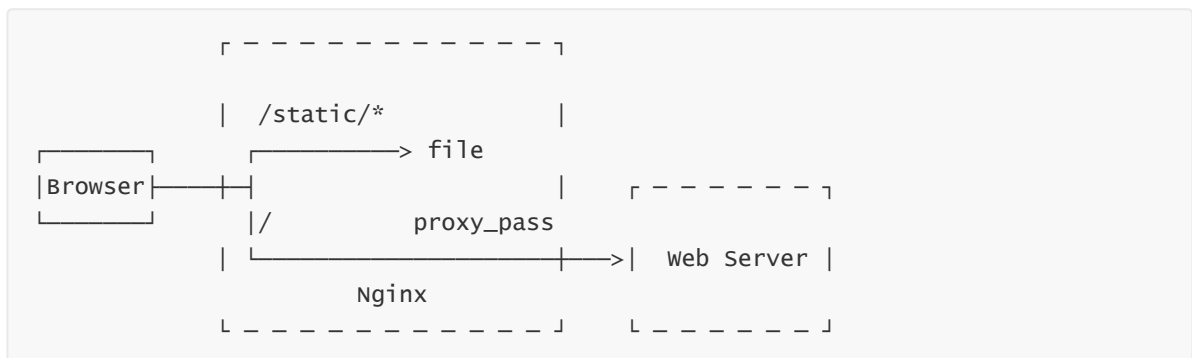 /static/*
file
Browser
/ proxy_pass
Web Server
Nginx